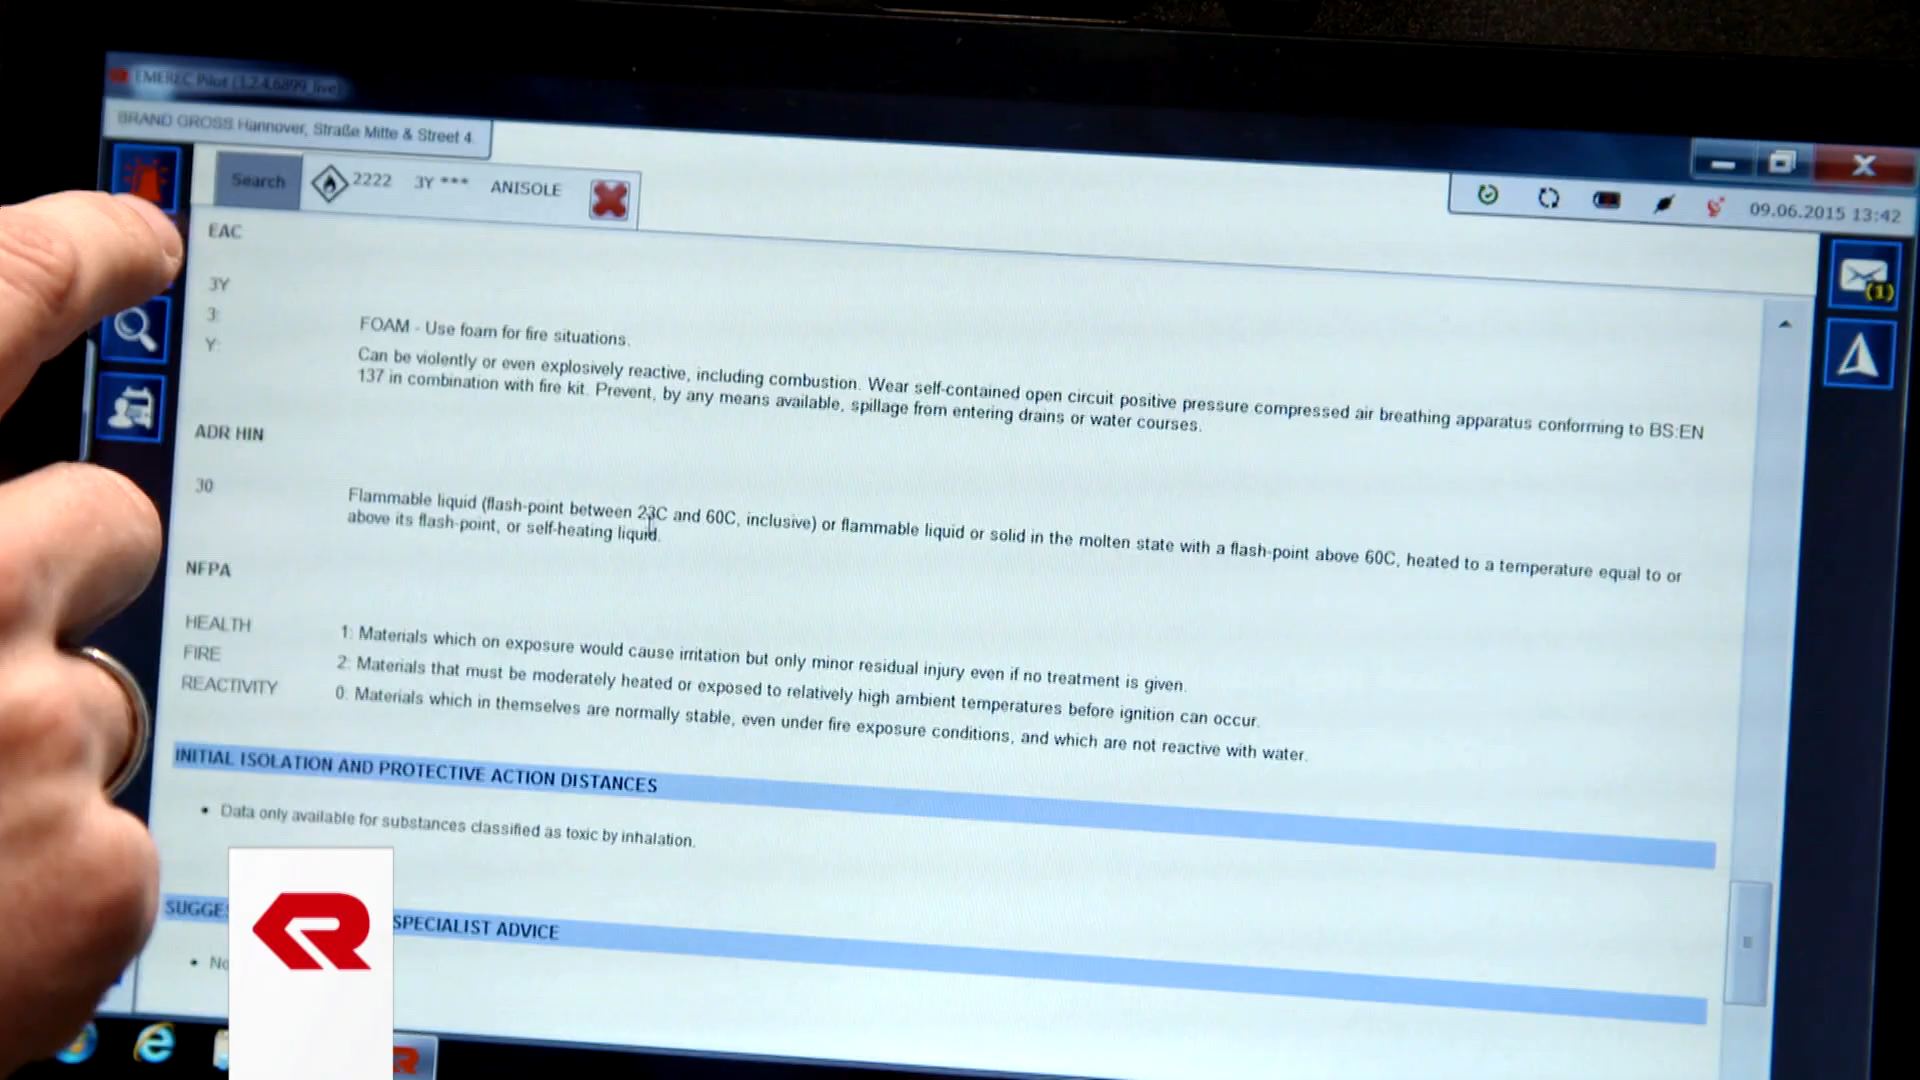 EMEREC Pilot (1.2.4.6899_live)
BRAND GROSS Hannover, Straße Mitte & Street 4
Search 2222 3Y *** ANISOLE
09.06.2015 13:42
(1)
EAC
3Y
3: FOAM - Use foam for fire situations.
Y: Can be violently or even explosively reactive, including combustion. Wear self-contained open circuit positive pressure compressed air breathing apparatus conforming to BS:EN
137 in combination with fire kit. Prevent, by any means available, spillage from entering drains or water courses.
ADR HIN
30 Flammable liquid (flash-point between 23C and 60C, inclusive) or flammable liquid or solid in the molten state with a flash-point above 60C, heated to a temperature equal to or
above its flash-point, or self-heating liquid.
NFPA
HEALTH 1: Materials which on exposure would cause irritation but only minor residual injury even if no treatment is given.
FIRE 2: Materials that must be moderately heated or exposed to relatively high ambient temperatures before ignition can occur.
REACTIVITY 0: Materials which in themselves are normally stable, even under fire exposure conditions, and which are not reactive with water.
INITIAL ISOLATION AND PROTECTIVE ACTION DISTANCES
• Data only available for substances classified as toxic by inhalation.
SPECIALIST ADVICE